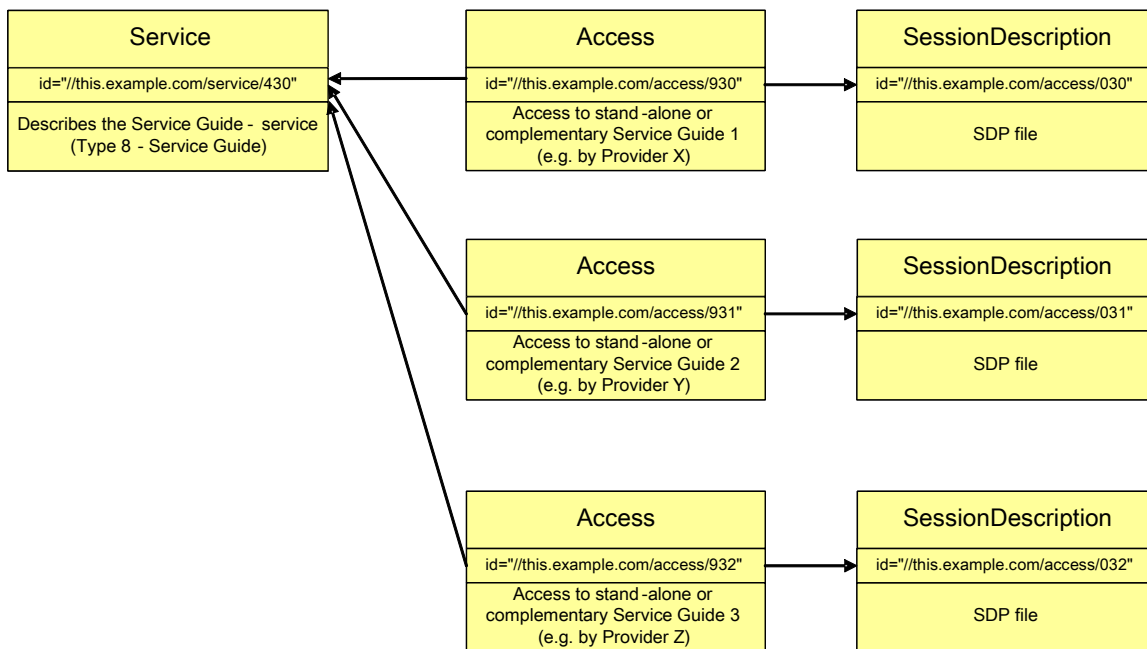 Service
id="//this.example.com/service/430"
Describes the Service Guide - service
(Type 8 - Service Guide)
Access
id="//this.example.com/access/930"
Access to stand-alone or
complementary Service Guide 1
(e.g. by Provider X)
SessionDescription
id="//this.example.com/access/030"
SDP file
Access
id="//this.example.com/access/931"
Access to stand-alone or
complementary Service Guide 2
(e.g. by Provider Y)
SessionDescription
id="//this.example.com/access/031"
SDP file
Access
id="//this.example.com/access/932"
Access to stand-alone or
complementary Service Guide 3
(e.g. by Provider Z)
SessionDescription
id="//this.example.com/access/032"
SDP file